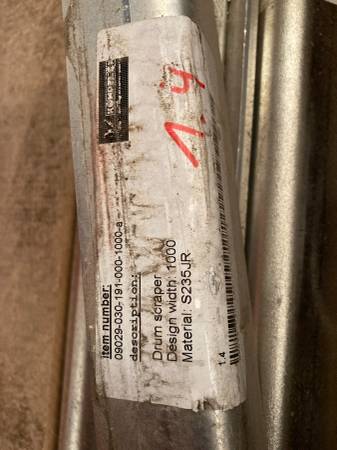 Item number:
09029-030-191-000-1000-a
description:
Drum scraper
Design width: 1000
Material: S235JR
1.4
1.4